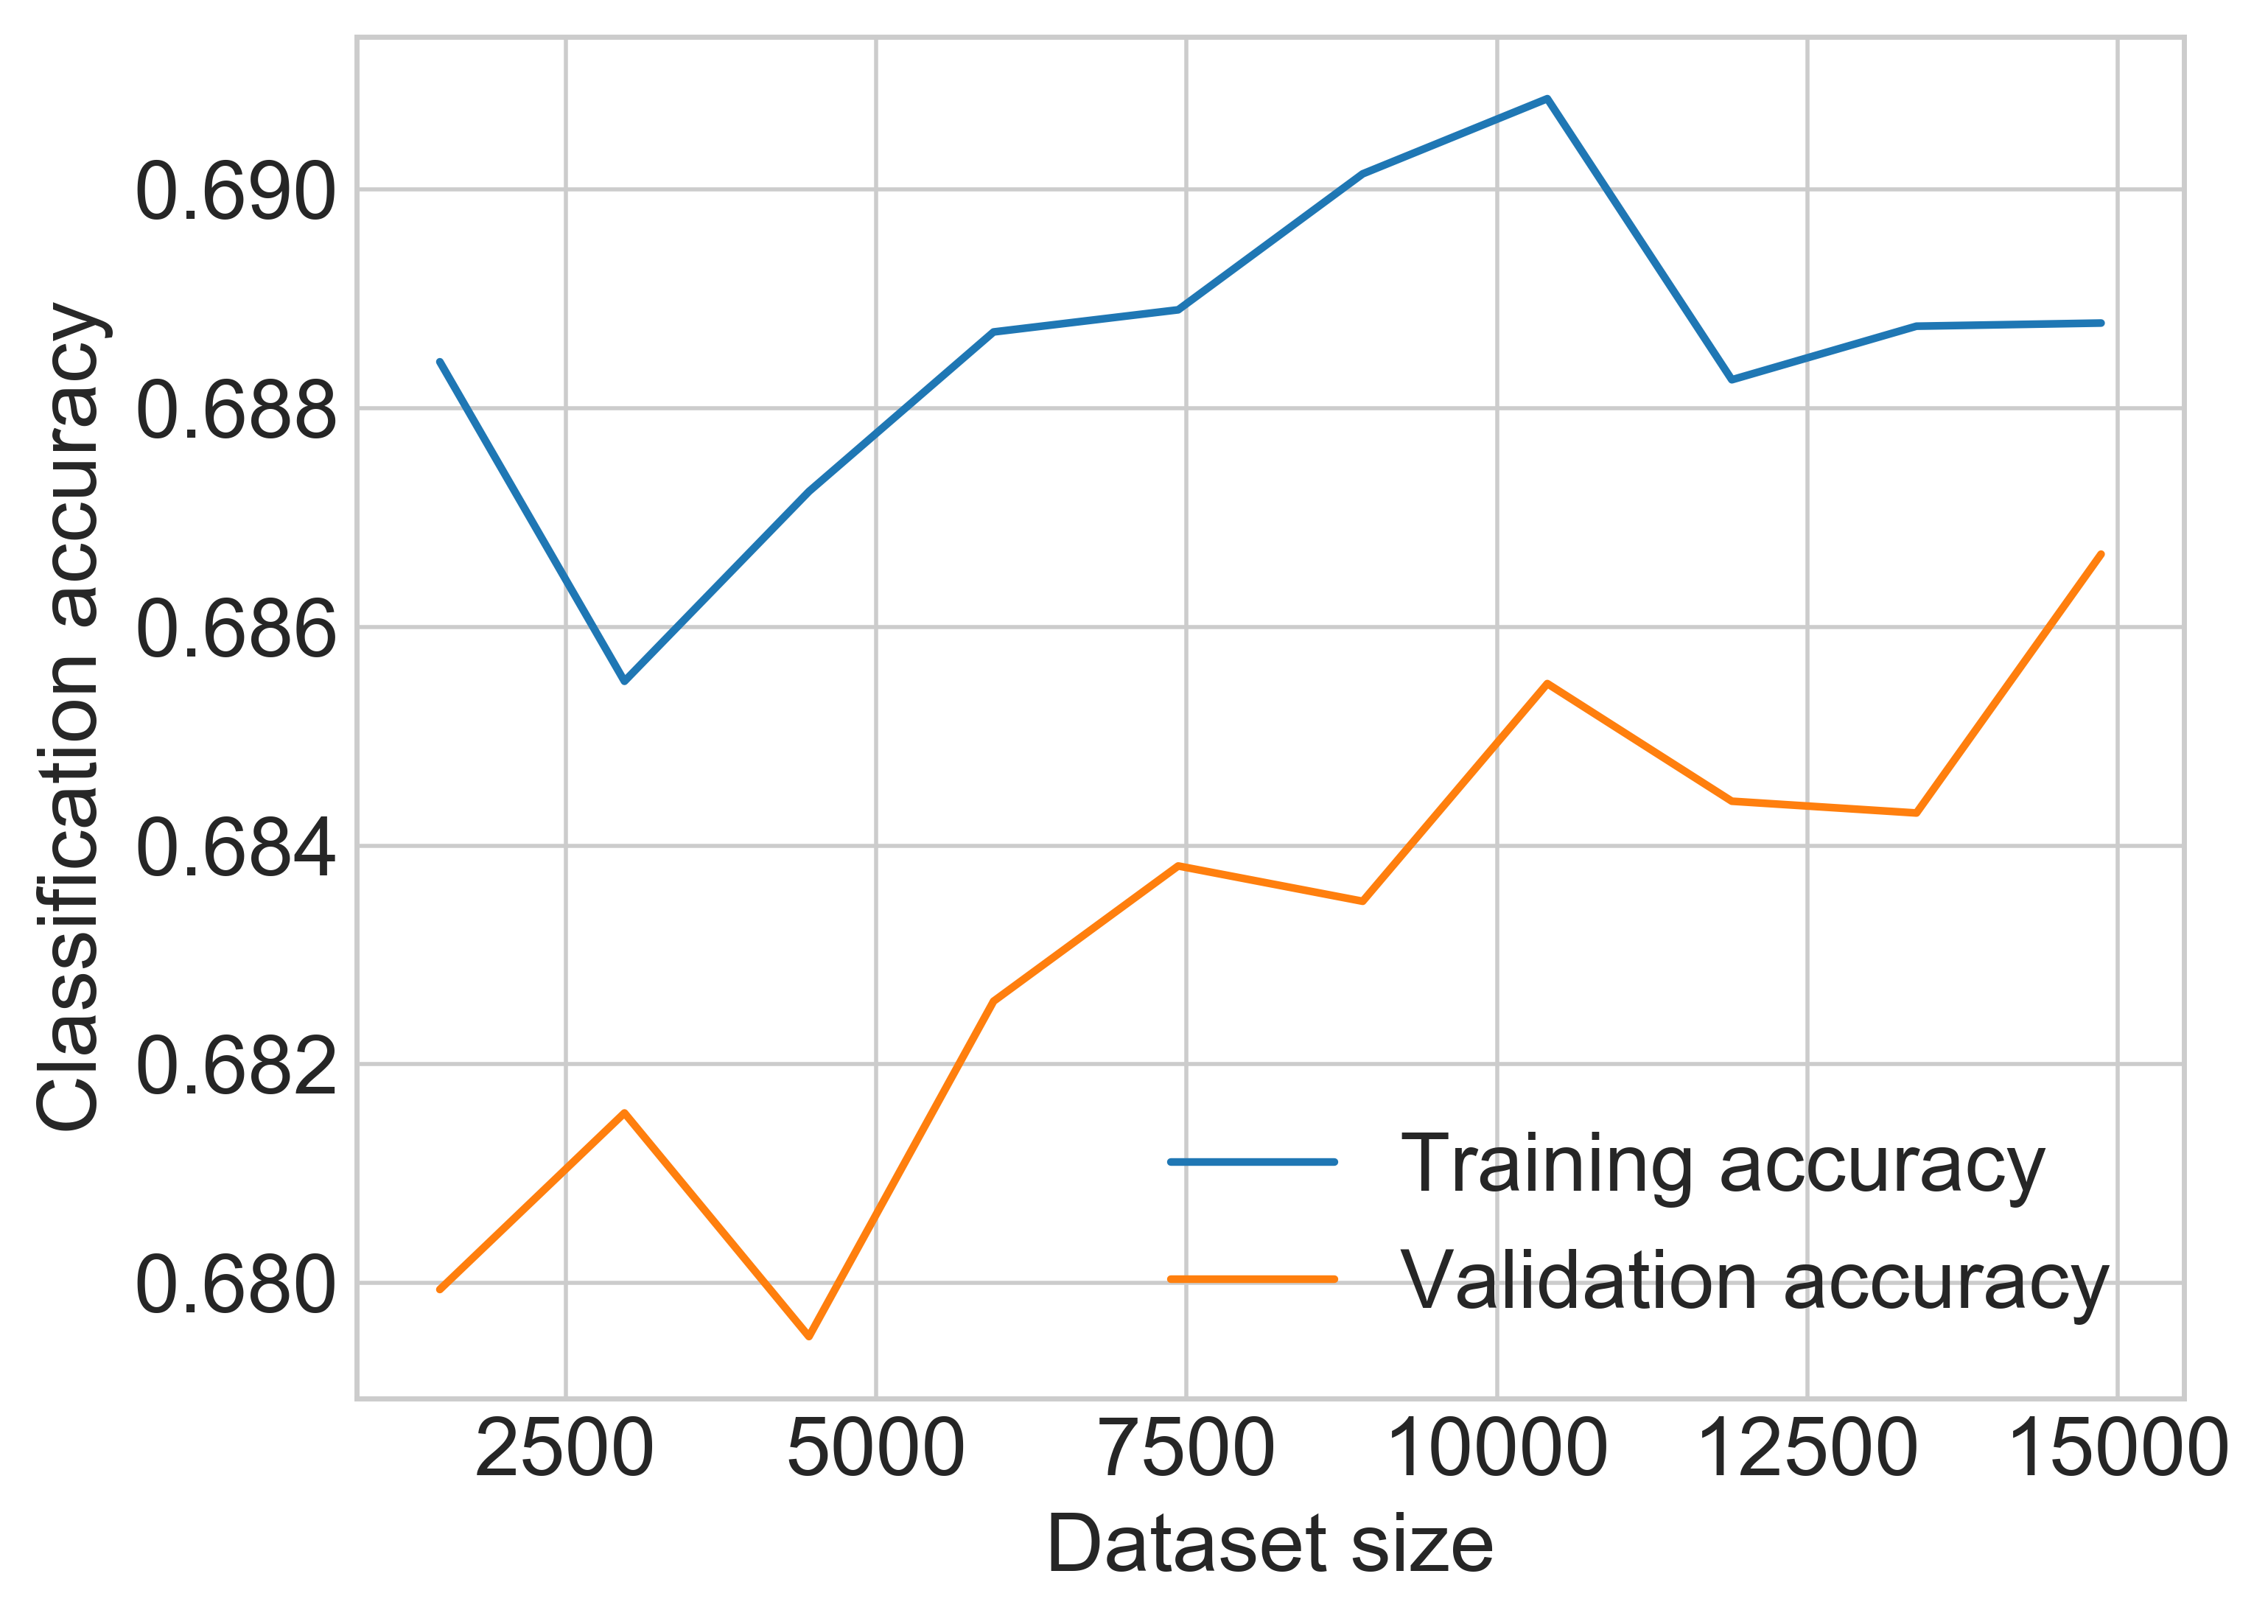 0.690
0.688
0.686
0.684
0.682
0.680
Classification accuracy
Training accuracy
Validation accuracy
2500 5000 7500 10000 12500 15000
Dataset size